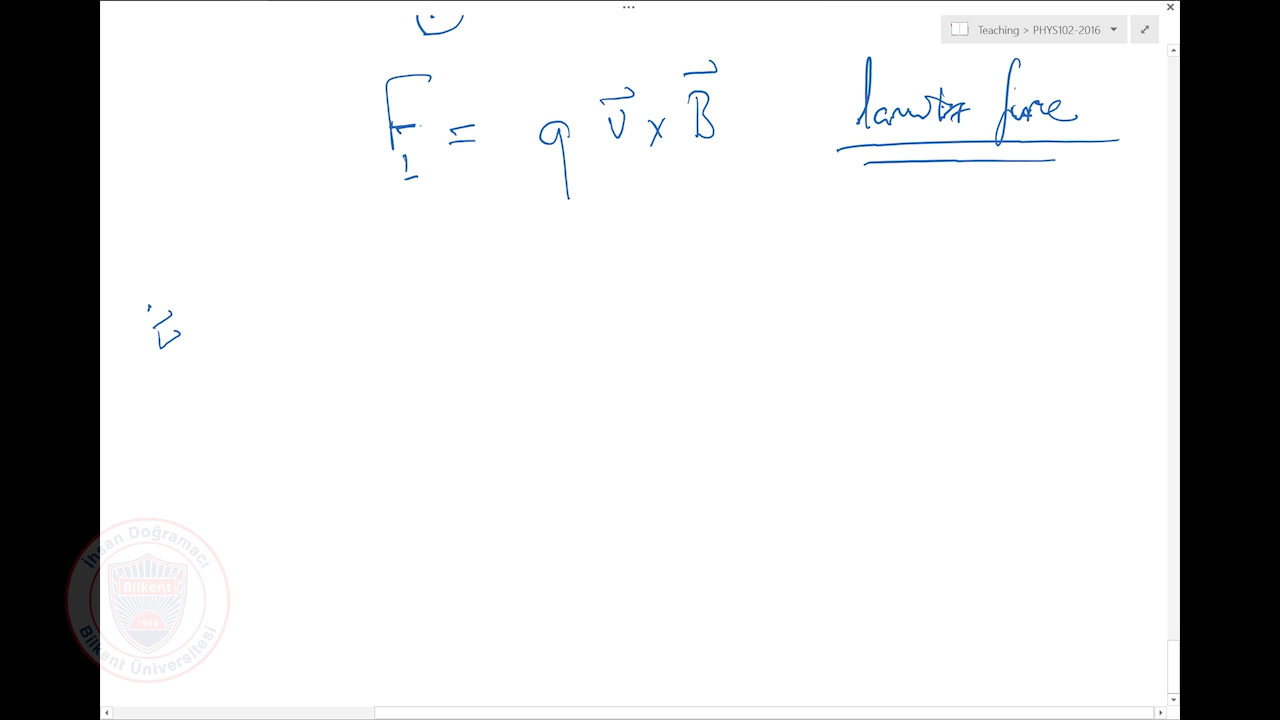 Teaching > PHYS102-2016
F = q v⃗ x B⃗
Lorentz force
v⃗
İhsan Doğramacı
Bilkent
1984
Bilkent Üniversitesi